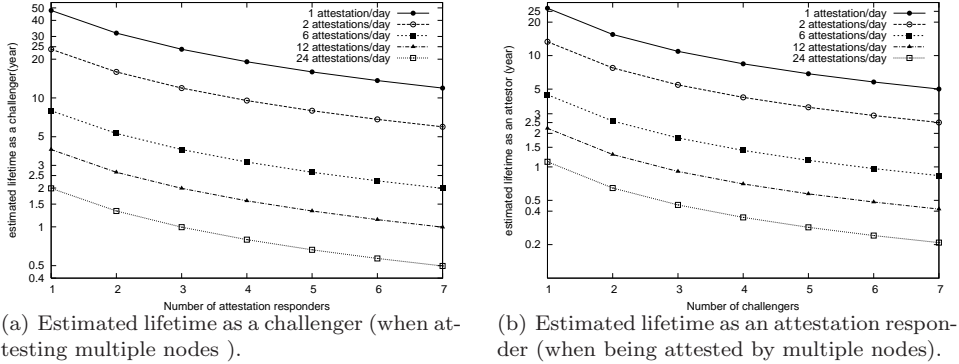 estimated lifetime as a challenger(year)
50
40
30
25
20
10
5
3
2.5
2
1.5
1
0.5
0.4
1 attestation/day
2 attestations/day
6 attestations/day
12 attestations/day
24 attestations/day
1 2 3 4 5 6 7
Number of attestation responders
(a) Estimated lifetime as a challenger (when at-
testing multiple nodes ).
estimated lifetime as an attestor (year)
25
20
10
5
3
2.5
2
1.5
1
0.5
0.4
0.2
1 attestation/day
2 attestations/day
6 attestations/day
12 attestations/day
24 attestations/day
1 2 3 4 5 6 7
Number of challengers
(b) Estimated lifetime as an attestation respon-
der (when being attested by multiple nodes).